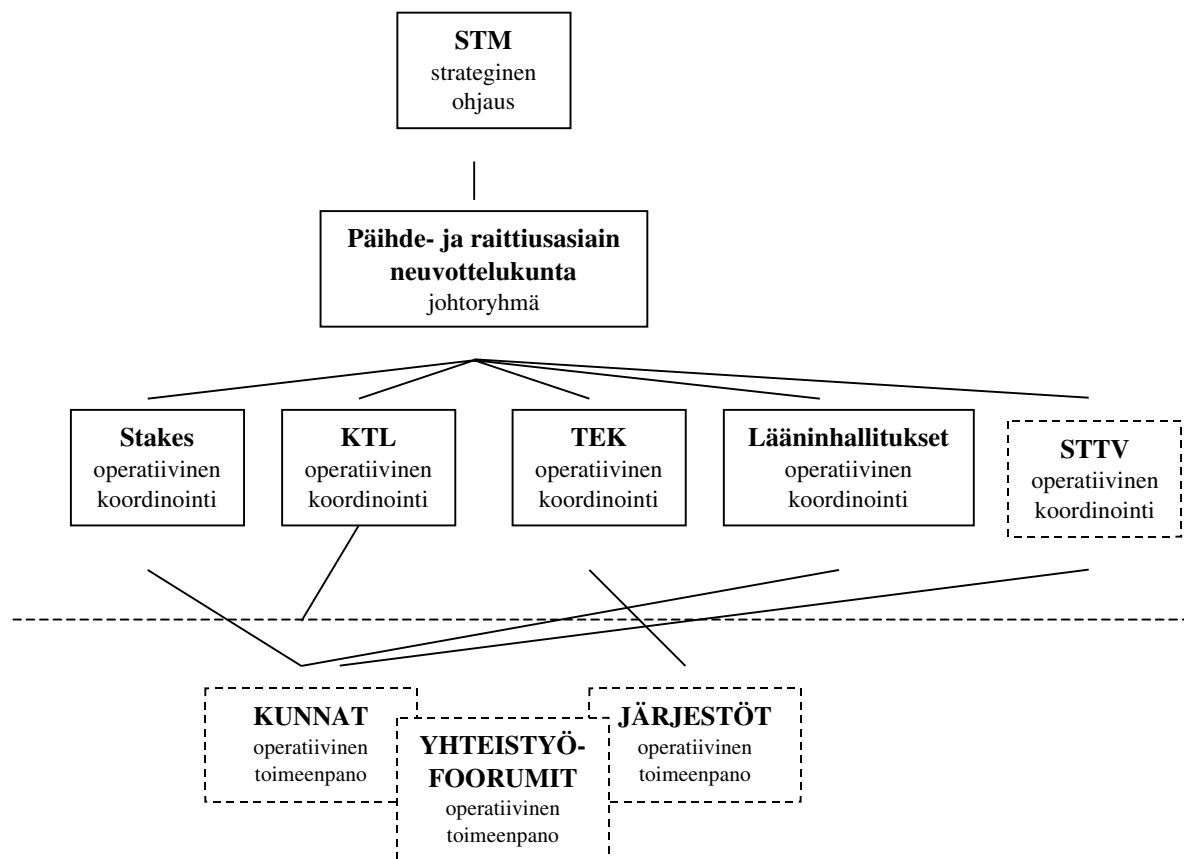 STM
strateginen
ohjaus
Päihde- ja raittiusasiain
neuvottelukunta
johtoryhmä
Stakes
operatiivinen
koordinointi
KTL
operatiivinen
koordinointi
TEK
operatiivinen
koordinointi
Lääninhallitukset
operatiivinen
koordinointi
STTV
operatiivinen
koordinointi
KUNNAT
operatiivinen
toimeenpano
YHTEISTYÖ-
FOORUMIT
operatiivinen
toimeenpano
JÄRJESTÖT
operatiivinen
toimeenpano